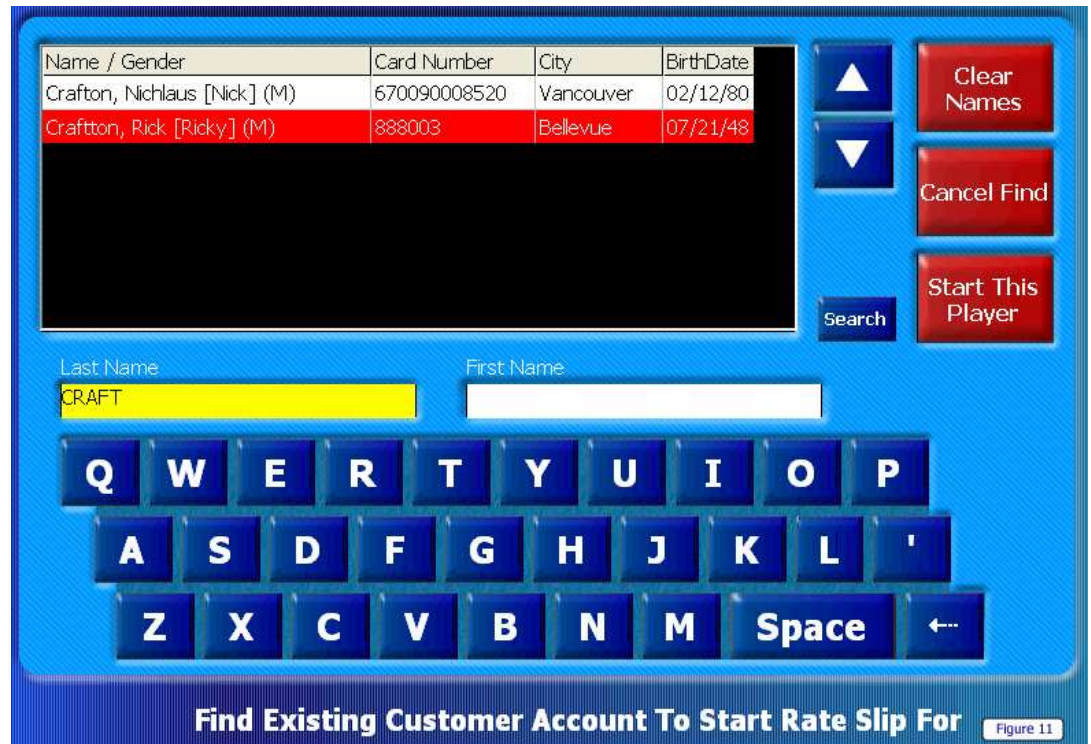 Name / Gender Card Number City BirthDate
Crafton, Nichlaus [Nick] (M) 670090008520 Vancouver 02/12/80
Craftton, Rick [Ricky] (M) 888003 Bellevue 07/21/48
Clear
Names
Cancel Find
Start This
Player
Search
Last Name First Name
CRAFT
Q W E R T Y U I O P
A S D F G H J K L '
Z X C V B N M Space ←
Find Existing Customer Account To Start Rate Slip For
Figure 11